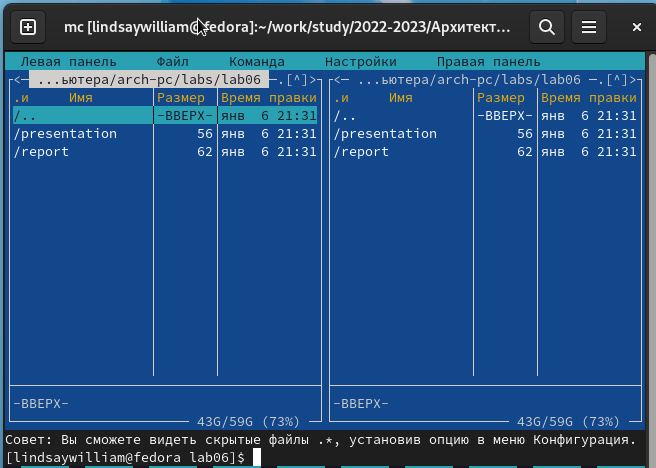 mc [lindsaywilliam@fedora]:~/work/study/2022-2023/Архитект...
Левая панель Файл Команда Настройки Правая панель
<— ...ьютера/arch-pc/labs/lab06 —.[^]> <— ...ьютера/arch-pc/labs/lab06 —.[^]>
.и Имя Размер Время правки .и Имя Размер Время правки
/.. -ВВЕРХ- янв 6 21:31 /.. -ВВЕРХ- янв 6 21:31
/presentation 56 янв 6 21:31 /presentation 56 янв 6 21:31
/report 62 янв 6 21:31 /report 62 янв 6 21:31
-ВВЕРХ- -ВВЕРХ-
43G/59G (73%) 43G/59G (73%)
Совет: Вы сможете видеть скрытые файлы .*, установив опцию в меню Конфигурация.
[lindsaywilliam@fedora lab06]$